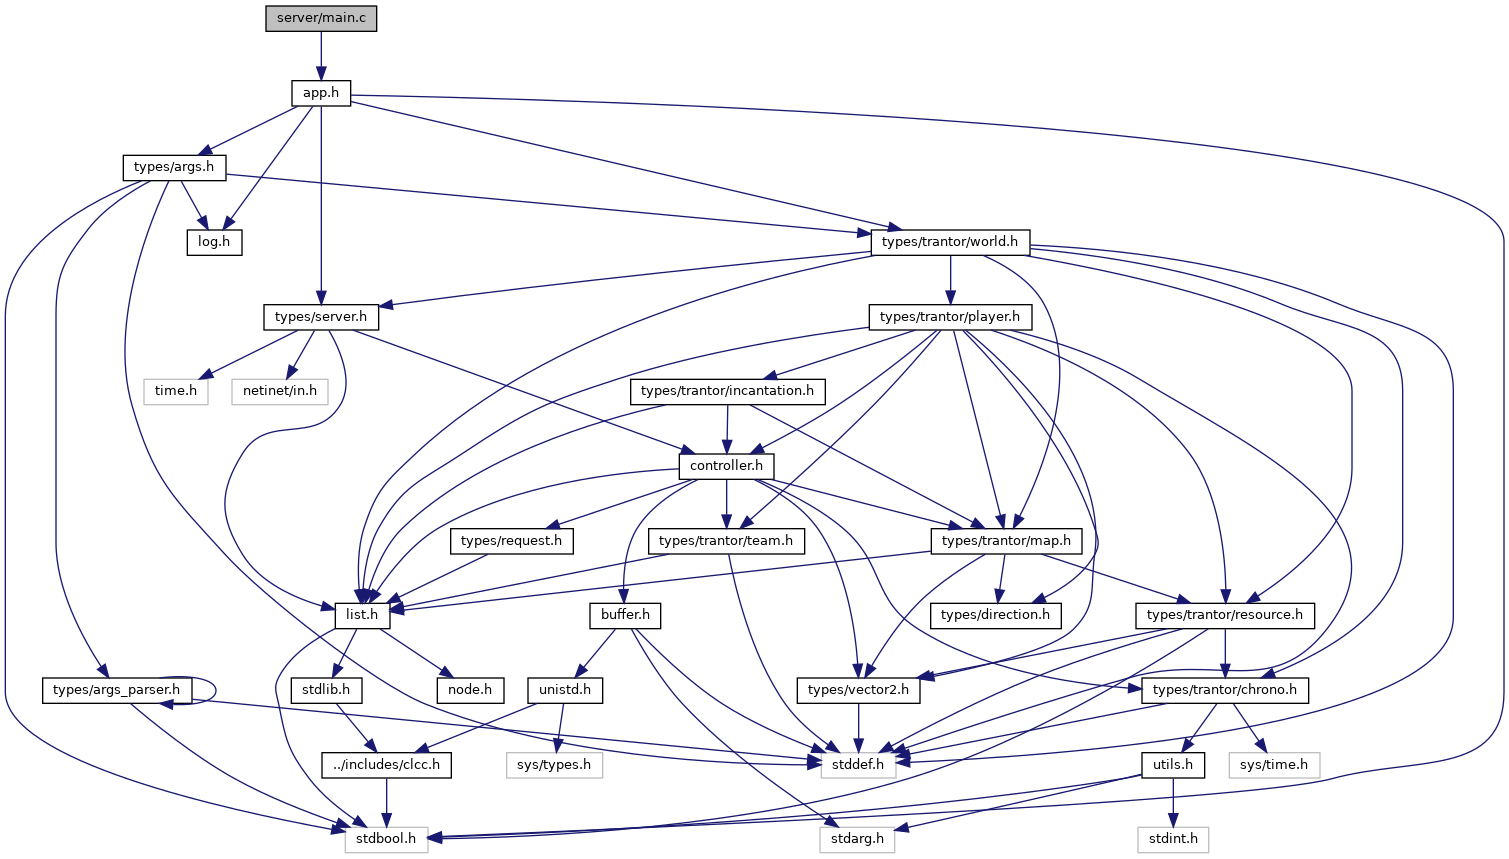 server/main.c
app.h
types/args.h
log.h
types/trantor/world.h
types/server.h
types/trantor/player.h
time.h
netinet/in.h
types/trantor/incantation.h
controller.h
types/request.h
types/trantor/team.h
types/trantor/map.h
list.h
buffer.h
types/direction.h
types/trantor/resource.h
types/args_parser.h
stdlib.h
node.h
unistd.h
types/vector2.h
types/trantor/chrono.h
../includes/clcc.h
sys/types.h
stddef.h
utils.h
sys/time.h
stdbool.h
stdarg.h
stdint.h